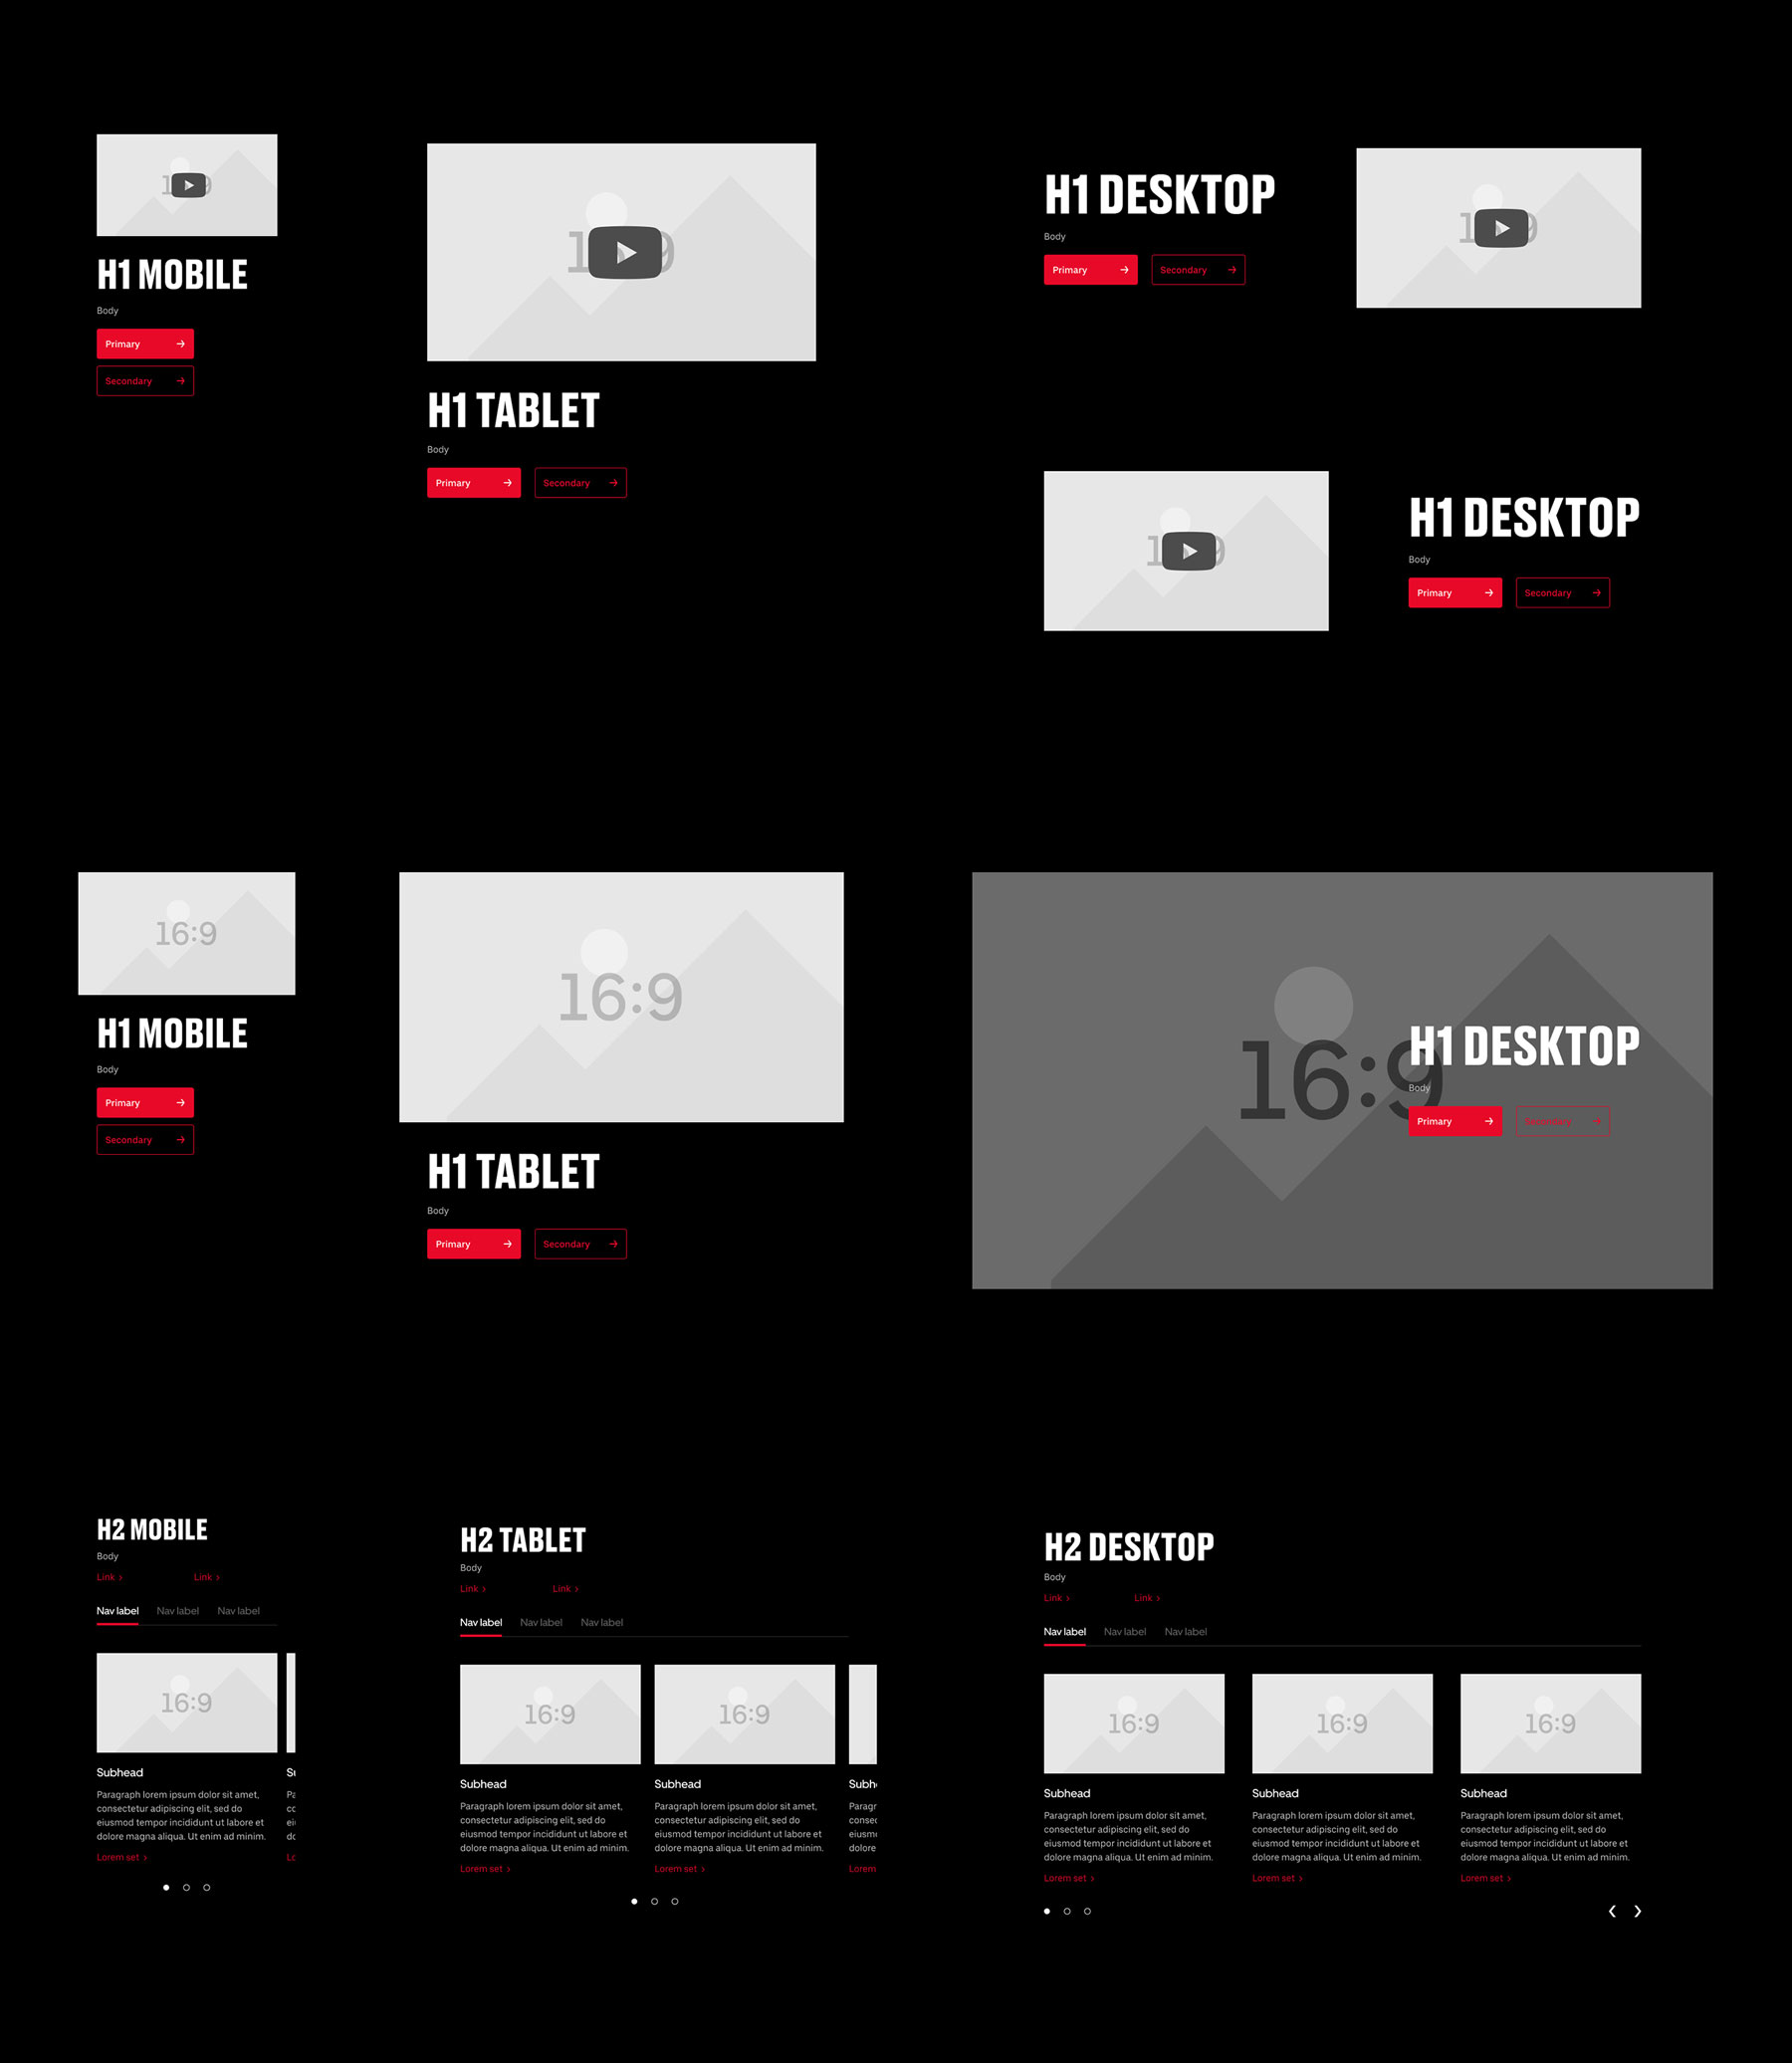 H1 MOBILE
Body
Primary
Secondary
H1 TABLET
Body
Primary
Secondary
H1 DESKTOP
Body
Primary
Secondary
H1 DESKTOP
Body
Primary
Secondary
16:9
H1 MOBILE
Body
Primary
Secondary
16:9
H1 TABLET
Body
Primary
Secondary
16:9
H1 DESKTOP
Body
Primary
Secondary
H2 MOBILE
Body
Link Link
Nav label Nav label Nav label
16:9
Subhead
Paragraph lorem ipsum dolor sit amet,
consectetur adipiscing elit, sed do
eiusmod tempor incididunt ut labore et
dolore magna aliqua. Ut enim ad minim.
Lorem set
H2 TABLET
Body
Link Link
Nav label Nav label Nav label
16:9
Subhead
Paragraph lorem ipsum dolor sit amet,
consectetur adipiscing elit, sed do
eiusmod tempor incididunt ut labore et
dolore magna aliqua. Ut enim ad minim.
Lorem set
16:9
Subhead
Paragraph lorem ipsum dolor sit amet,
consectetur adipiscing elit, sed do
eiusmod tempor incididunt ut labore et
dolore magna aliqua. Ut enim ad minim.
Lorem set
Lorem
H2 DESKTOP
Body
Link Link
Nav label Nav label Nav label
16:9
Subhead
Paragraph lorem ipsum dolor sit amet,
consectetur adipiscing elit, sed do
eiusmod tempor incididunt ut labore et
dolore magna aliqua. Ut enim ad minim.
Lorem set
16:9
Subhead
Paragraph lorem ipsum dolor sit amet,
consectetur adipiscing elit, sed do
eiusmod tempor incididunt ut labore et
dolore magna aliqua. Ut enim ad minim.
Lorem set
16:9
Subhead
Paragraph lorem ipsum dolor sit amet,
consectetur adipiscing elit, sed do
eiusmod tempor incididunt ut labore et
dolore magna aliqua. Ut enim ad minim.
Lorem set